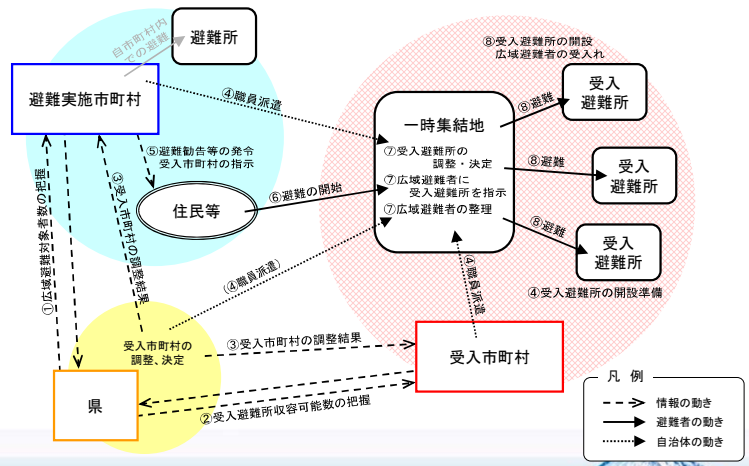 自市町村内
での避難
避難所
避難実施市町村
④職員派遣
⑤避難勧告等の発令
受入市町村の指示
住民等
⑥避難の開始
①広域避難対象者数の把握
③受入市町村の調整結果
(④職員派遣)
受入市町村の
調整、決定
県
③受入市町村の調整結果
②受入避難所収容可能数の把握
一時集結地
⑦受入避難所の
調整・決定
⑦広域避難者に
受入避難所を指示
⑦広域避難者の整理
⑧受入避難所の開設
広域避難者の受入れ
⑧避難
受入
避難所
⑧避難
受入
避難所
⑧避難
受入
避難所
④受入避難所の開設準備
④職員派遣
受入市町村
凡 例
情報の動き
避難者の動き
自治体の動き